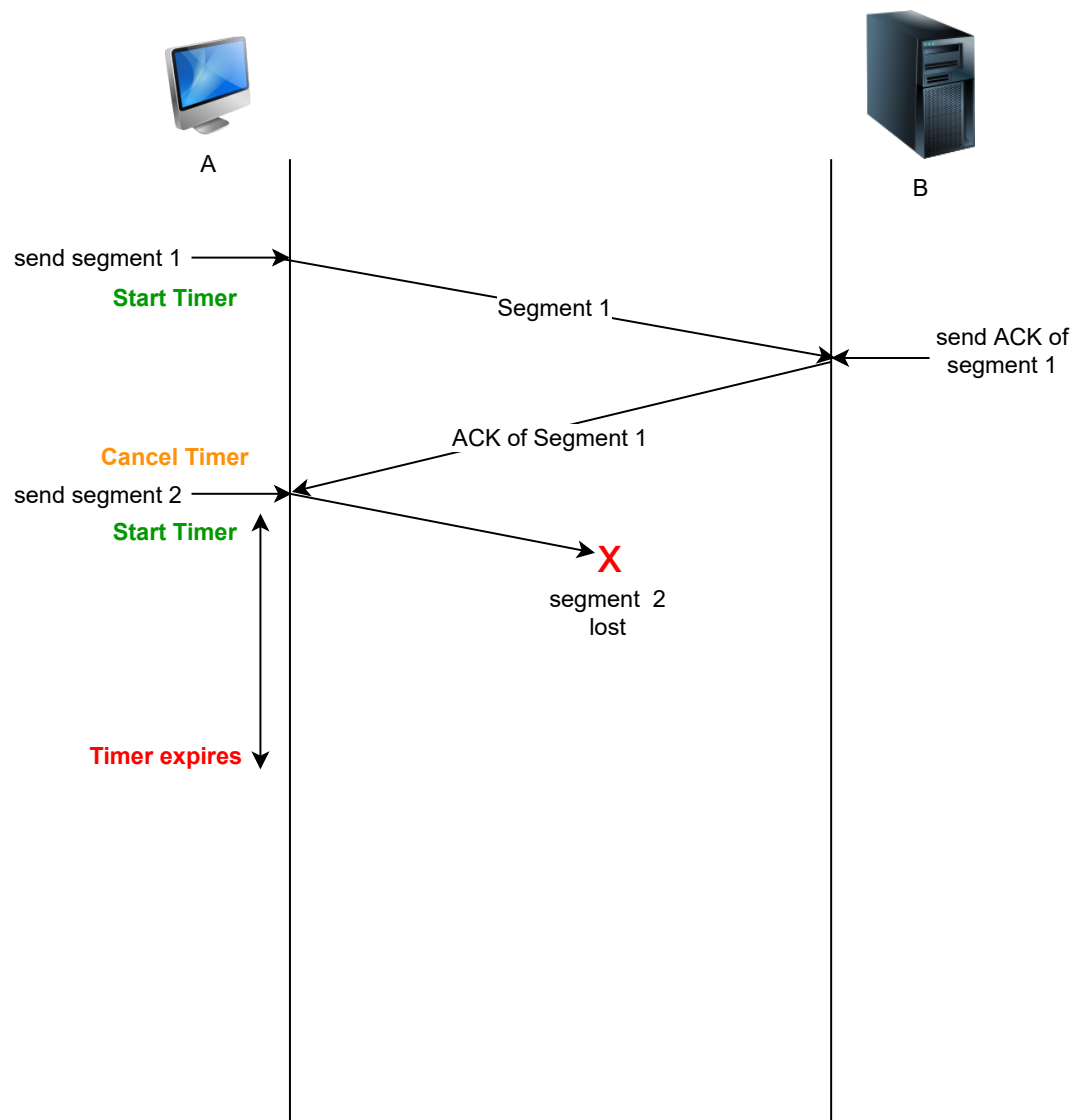 A
B
send segment 1
Start Timer
Segment 1
send ACK of
segment 1
ACK of Segment 1
Cancel Timer
send segment 2
Start Timer
X
segment 2
lost
Timer expires